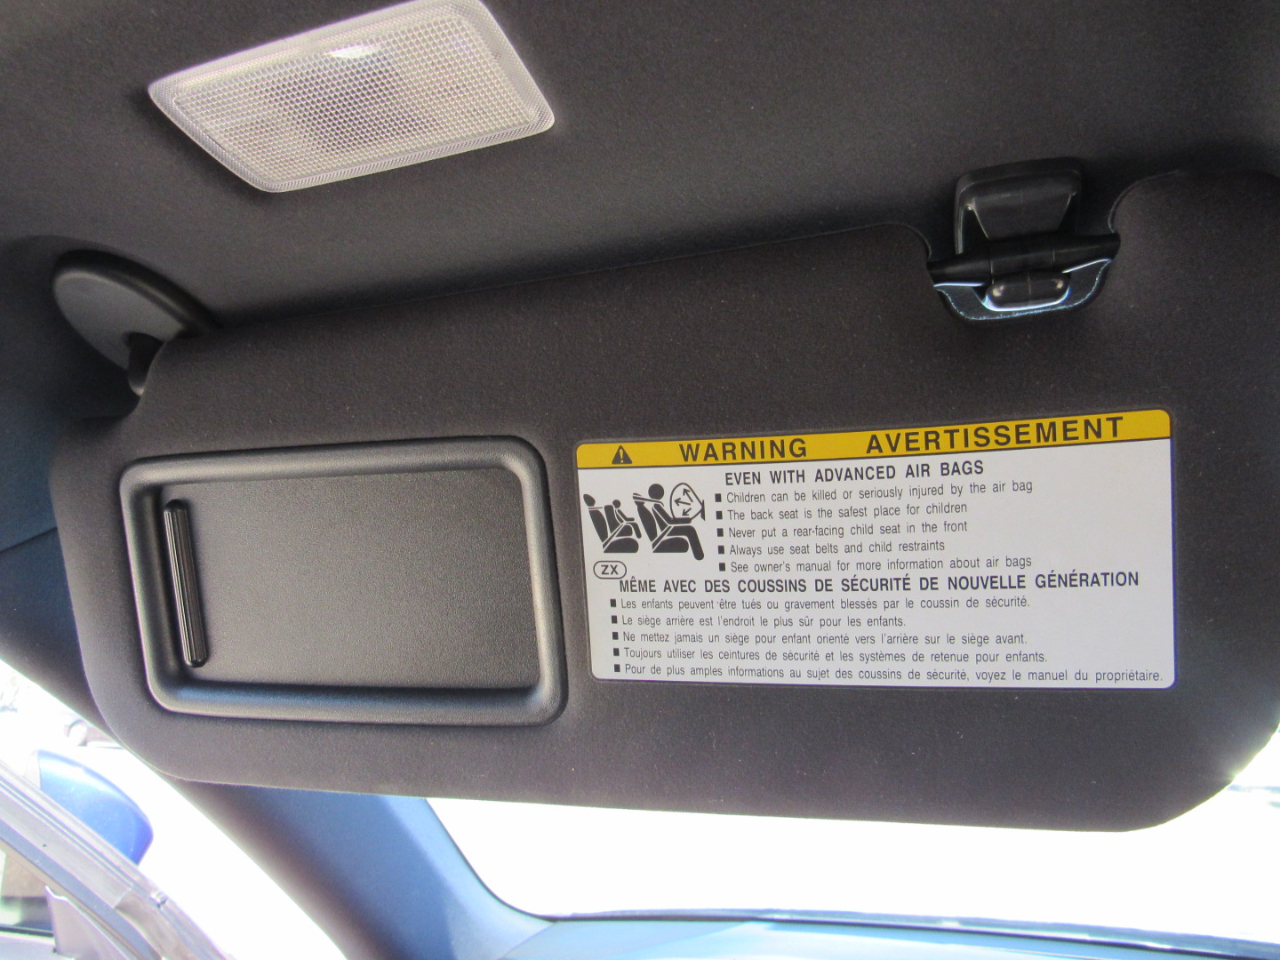 WARNING AVERTISSEMENT
EVEN WITH ADVANCED AIR BAGS
■ Children can be killed or seriously injured by the air bag
■ The back seat is the safest place for children
■ Never put a rear-facing child seat in the front
■ Always use seat belts and child restraints
■ See owner's manual for more information about air bags
ZX
MÊME AVEC DES COUSSINS DE SÉCURITÉ DE NOUVELLE GÉNÉRATION
■ Les enfants peuvent être tués ou gravement blessés par le coussin de sécurité.
■ Le siège arrière est l'endroit le plus sûr pour les enfants.
■ Ne mettez jamais un siège pour enfant orienté vers l'arrière sur le siège avant.
■ Toujours utiliser les ceintures de sécurité et les systèmes de retenue pour enfants.
■ Pour de plus amples informations au sujet des coussins de sécurité, voyez le manuel du propriétaire.